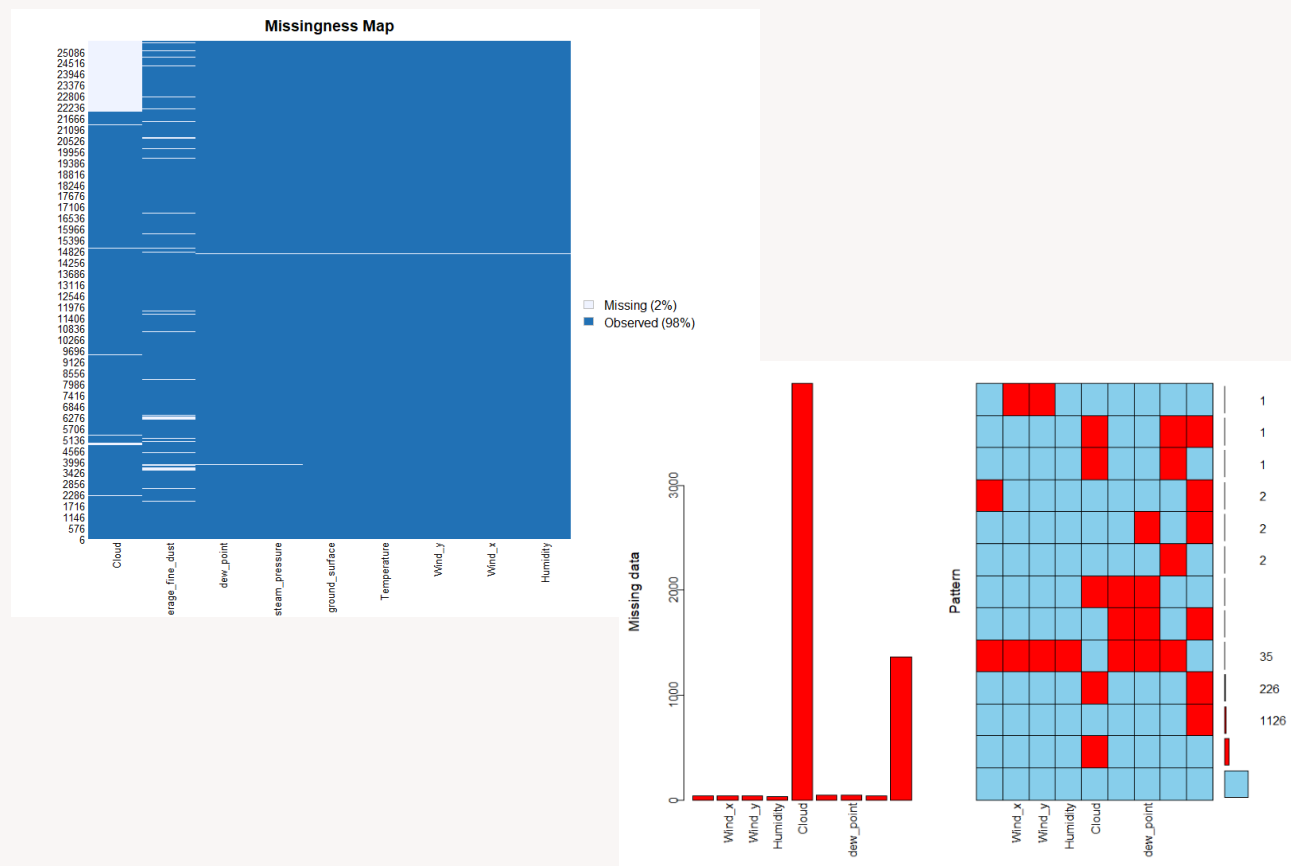 Missingness Map
25086
24516
23946
23376
22806
22236
21666
21096
20526
19956
19386
18816
18246
17676
17106
16536
15966
15396
14826
14256
13686
13116
12546
11976
11406
10836
10266
9696
9126
8556
7986
7416
6846
6276
5706
5136
4566
3996
3426
2856
2286
1716
1146
576
6
Cloud
erage_fine_dust
dew_point
steam_pressure
ground_surface
Temperature
Wind_y
Wind_x
Humidity
Missing (2%)
Observed (98%)
Missing data
3000
2000
1000
0
Wind_x
Wind_y
Humidity
Cloud
dew_point
Pattern
1
1
1
2
2
2
35
226
1126
Wind_x
Wind_y
Humidity
Cloud
dew_point